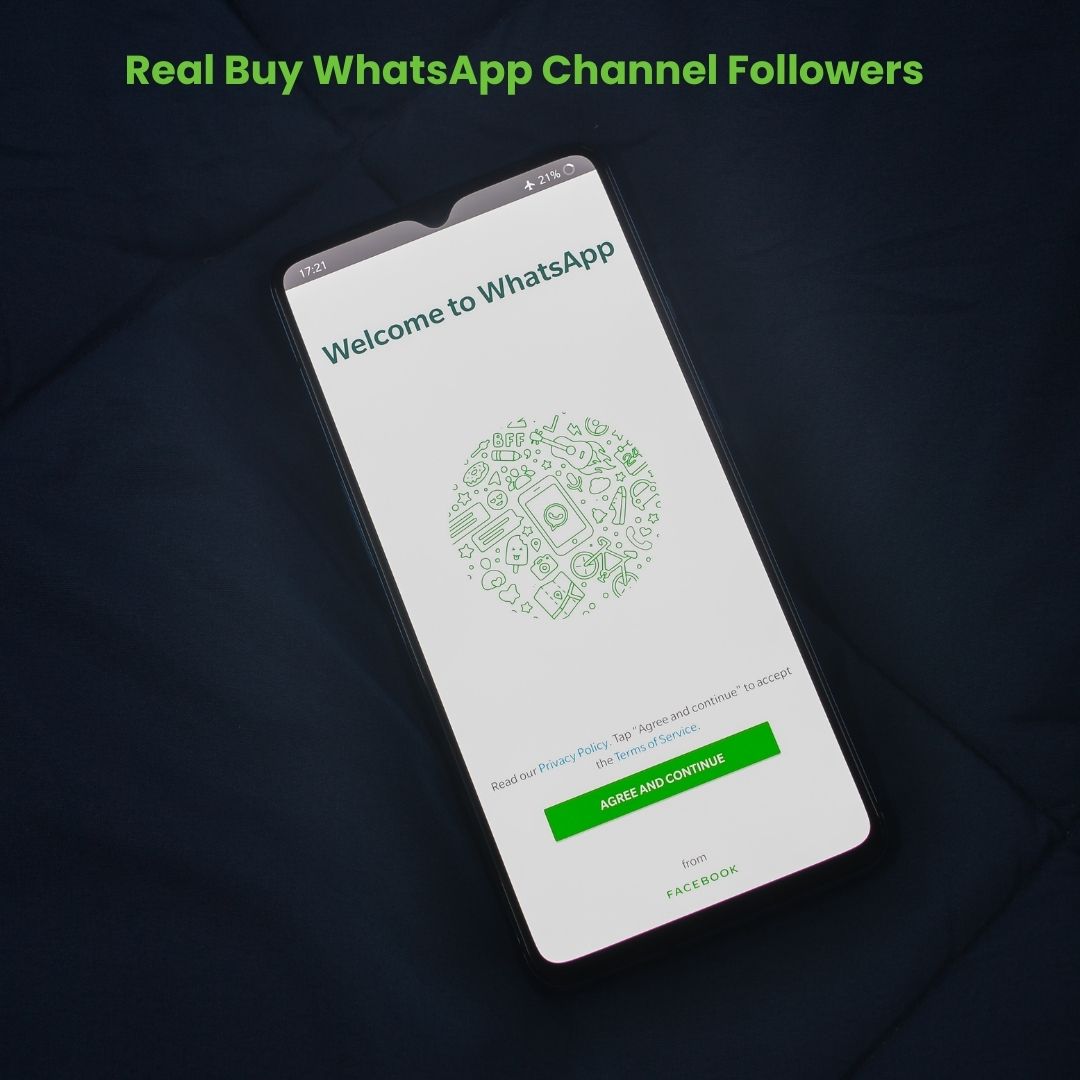 Real Buy WhatsApp Channel Followers
17:21
21%
Welcome to WhatsApp
BFF
Read our Privacy Policy. Tap "Agree and continue" to accept
the Terms of Service.
AGREE AND CONTINUE
from
FACEBOOK